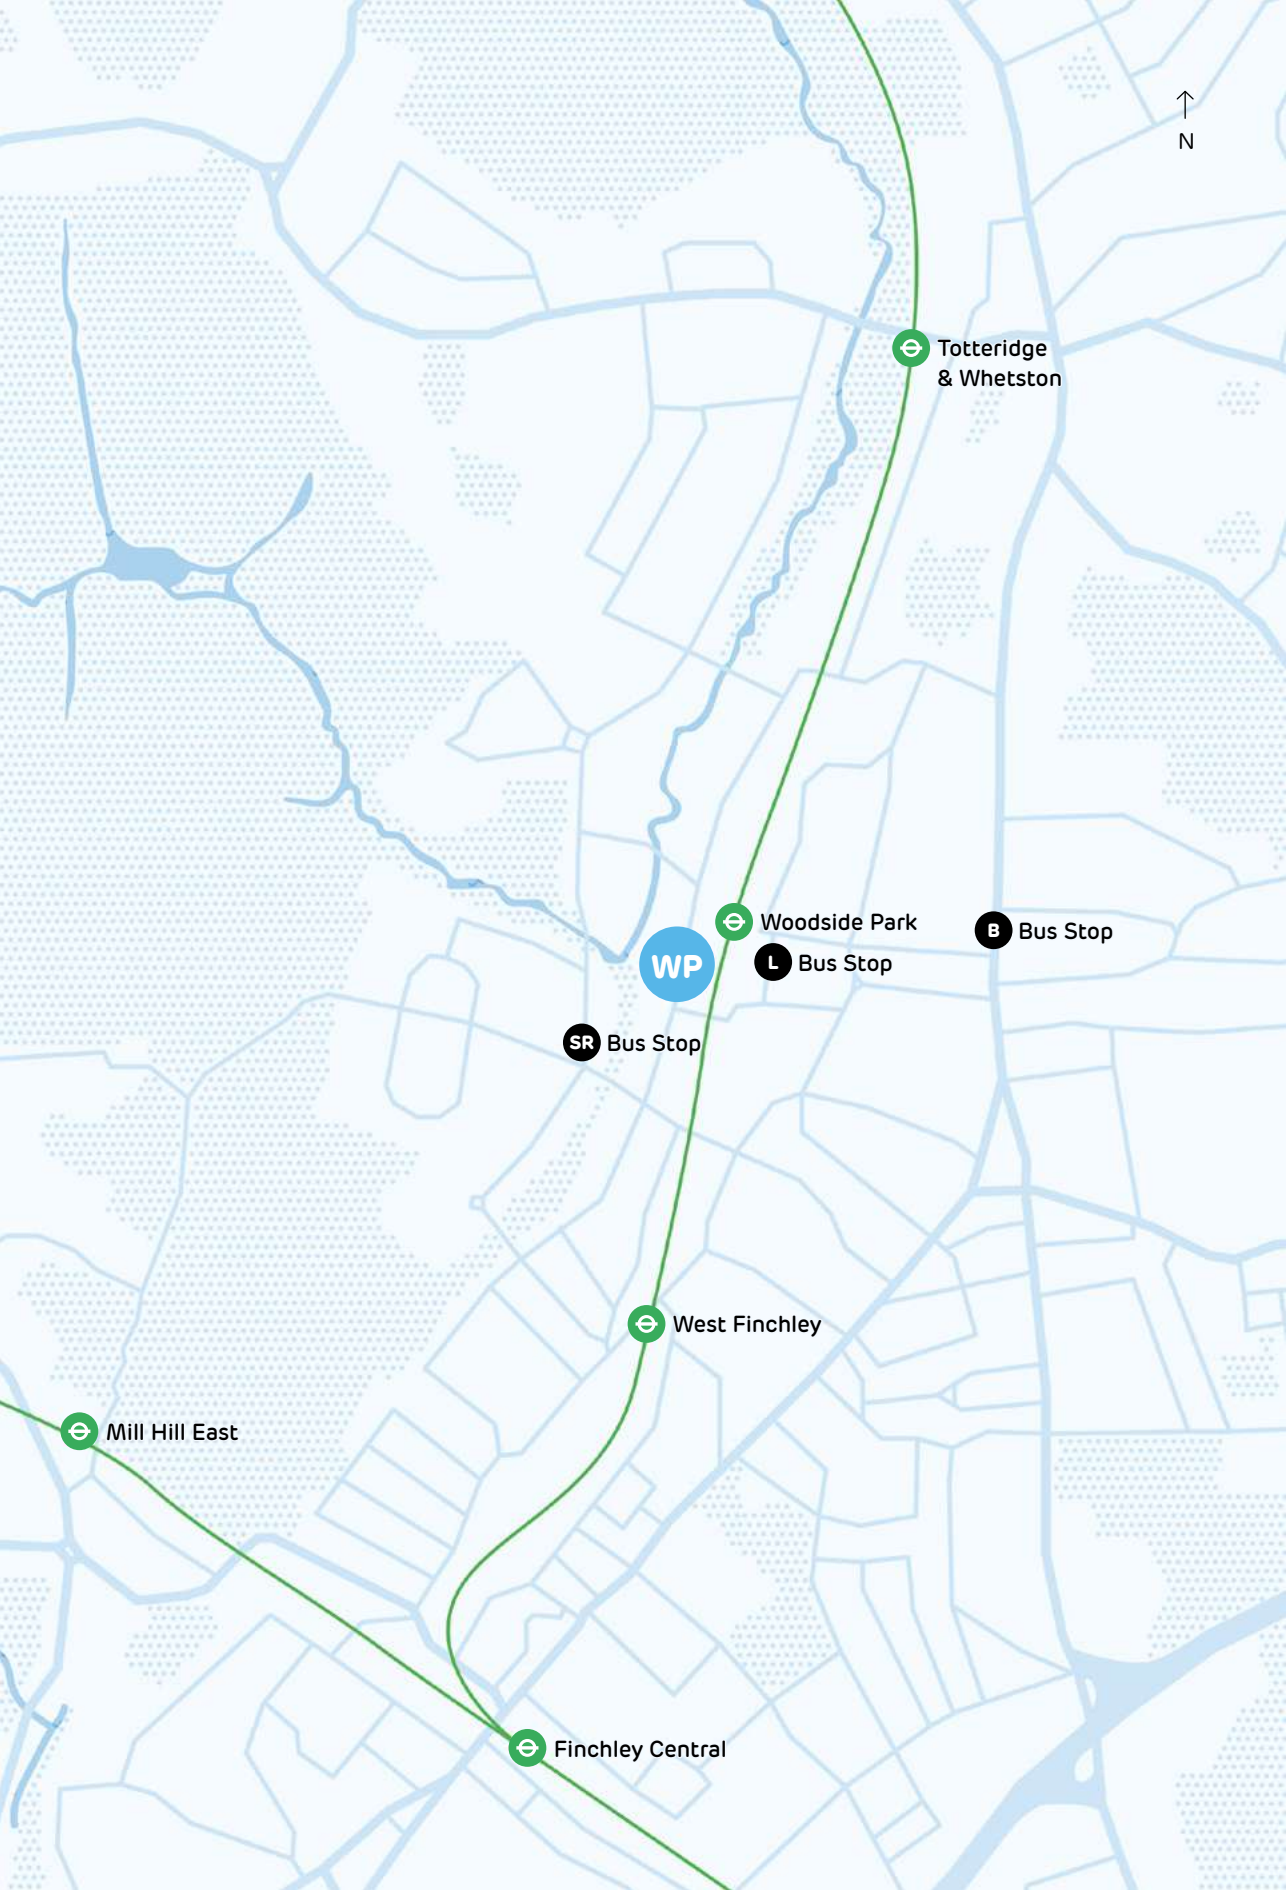 N
Totteridge
& Whetston
Woodside Park
B Bus Stop
WP
L Bus Stop
SR Bus Stop
West Finchley
Mill Hill East
Finchley Central